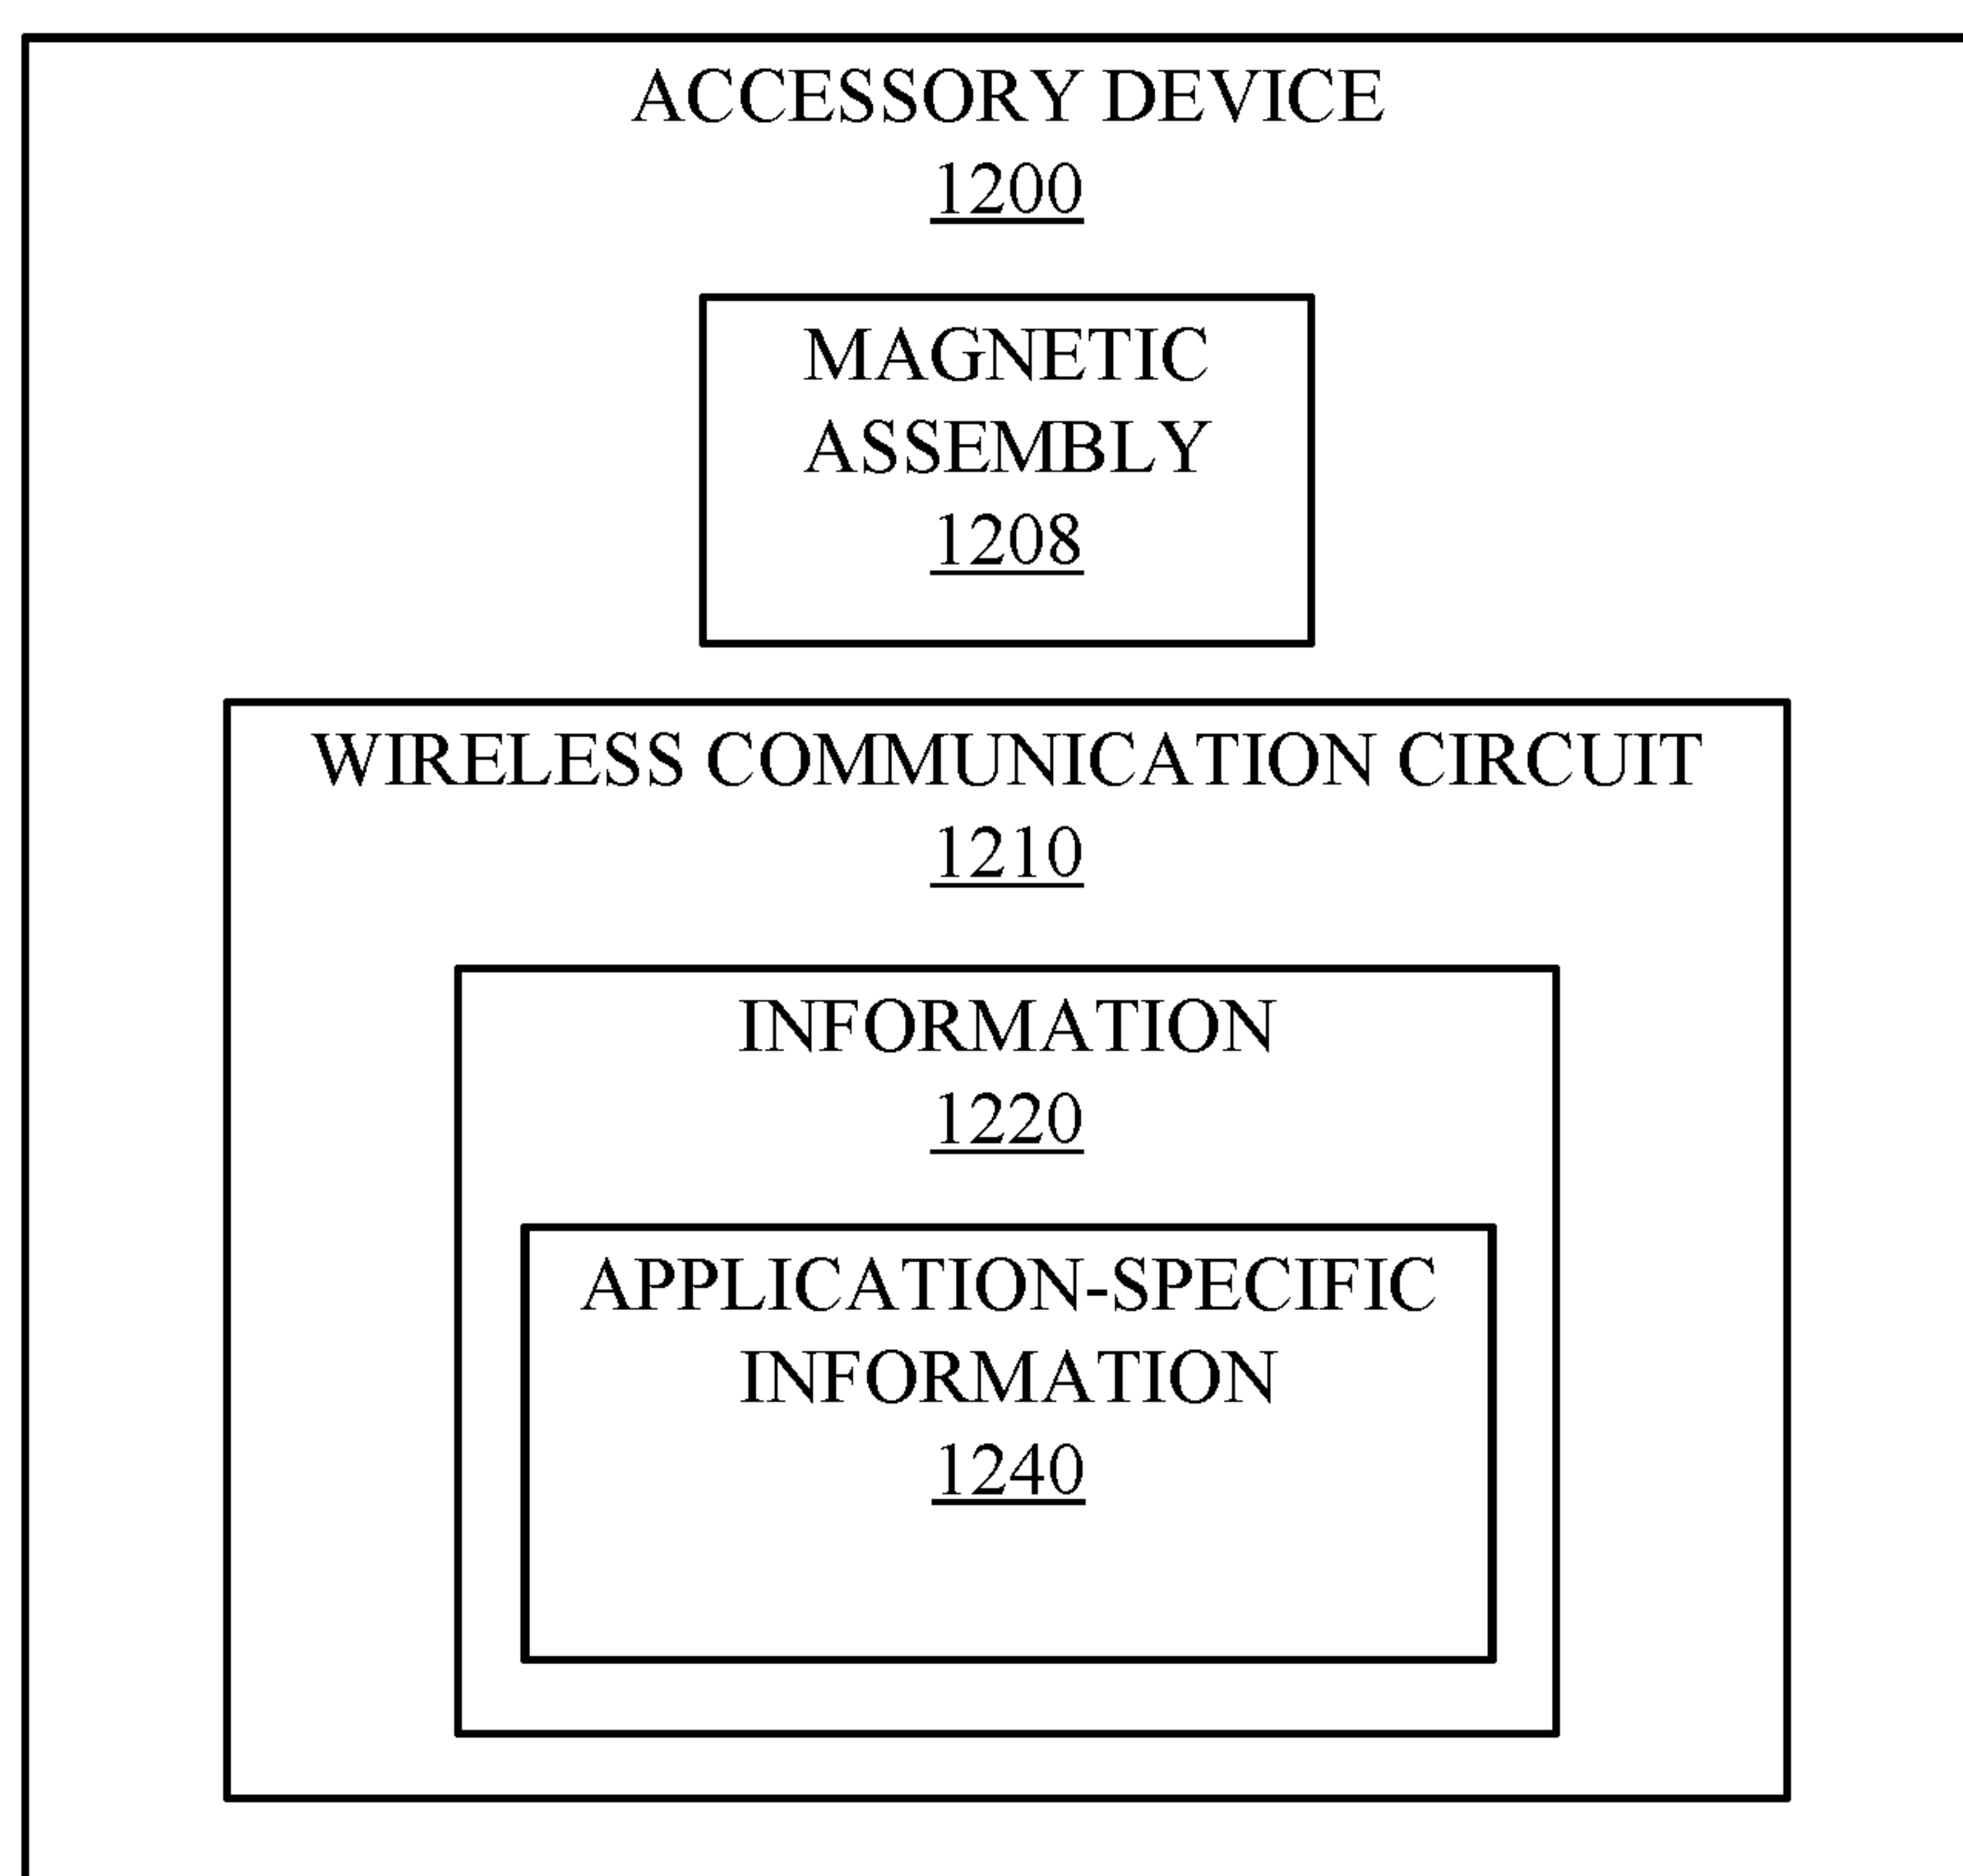 ACCESSORY DEVICE
1200
MAGNETIC
ASSEMBLY
1208
WIRELESS COMMUNICATION CIRCUIT
1210
INFORMATION
1220
APPLICATION-SPECIFIC
INFORMATION
1240